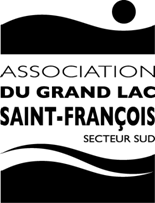 ASSOCIATION
DU GRAND LAC
SAINT-FRANÇOIS
SECTEUR SUD